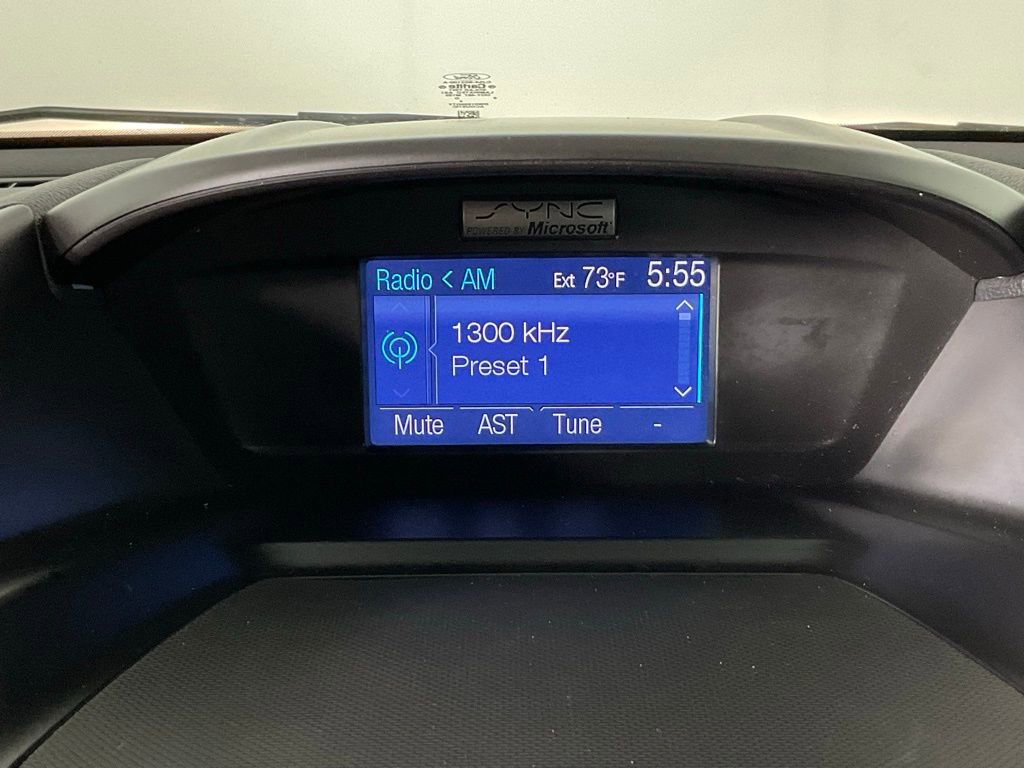 SYNC
POWERED BY Microsoft
Radio < AM Ext 73°F 5:55
1300 kHz
Preset 1
Mute AST Tune -